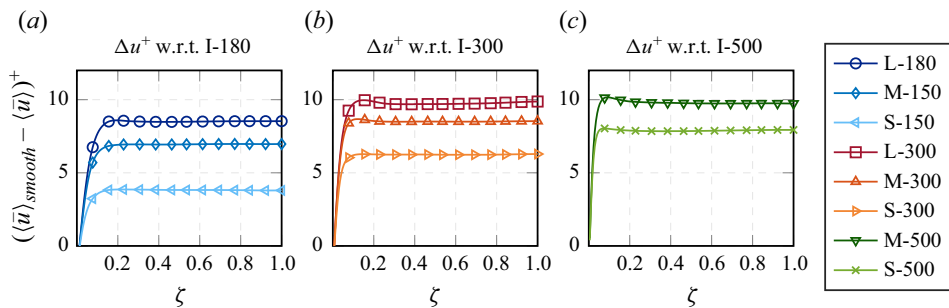 (a) (b) (c)
Δu⁺ w.r.t. I-180 Δu⁺ w.r.t. I-300 Δu⁺ w.r.t. I-500
(⟨u̅⟩smooth − ⟨u̅⟩)⁺
10 10 10
5 5 5
0 0 0
0.2 0.4 0.6 0.8 1.0 0.2 0.4 0.6 0.8 1.0 0.2 0.4 0.6 0.8 1.0
ζ ζ ζ
L-180
M-150
S-150
L-300
M-300
S-300
M-500
S-500